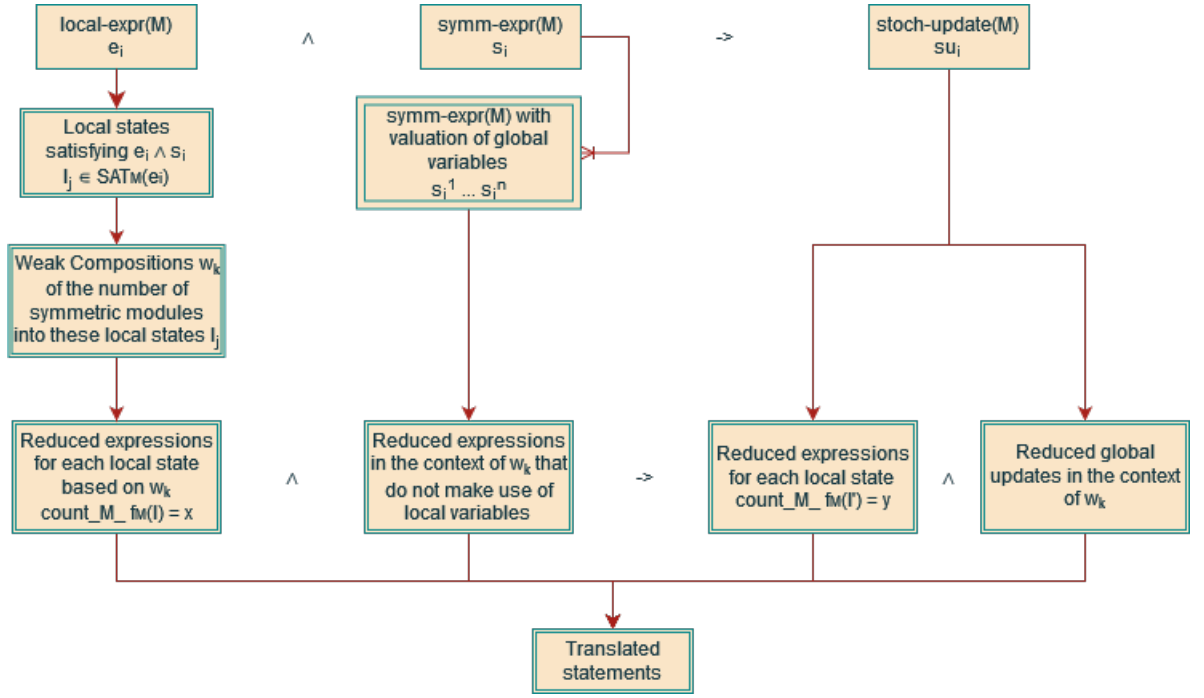 local-expr(M)
eᵢ
∧
symm-expr(M)
sᵢ
->
stoch-update(M)
suᵢ
Local states
satisfying eᵢ ∧ sᵢ
lⱼ ∈ SATᴍ(eᵢ)
symm-expr(M) with
valuation of global
variables
sᵢ¹ ... sᵢⁿ
Weak Compositions wₖ
of the number of
symmetric modules
into these local states lⱼ
Reduced expressions
for each local state
based on wₖ
count_M_ fᴍ(l) = x
∧
Reduced expressions
in the context of wₖ that
do not make use of
local variables
->
Reduced expressions
for each local state
count_M_ fᴍ(l') = y
∧
Reduced global
updates in the context
of wₖ
Translated
statements